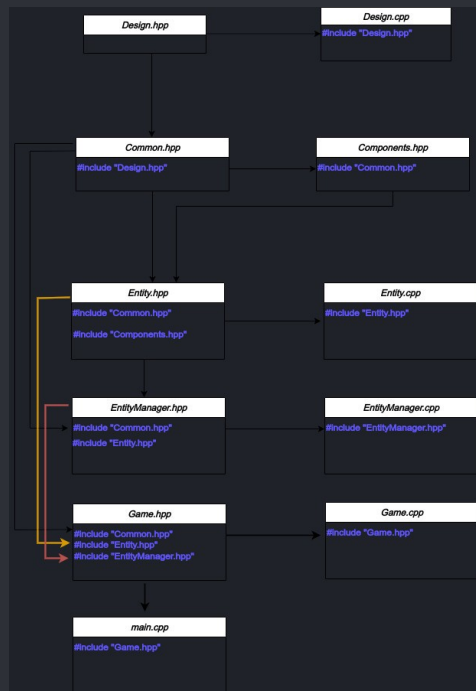 Design.hpp
Design.cpp
#include "Design.hpp"
Common.hpp
#include "Design.hpp"
Components.hpp
#include "Common.hpp"
Entity.hpp
#include "Common.hpp"
#include "Components.hpp"
Entity.cpp
#include "Entity.hpp"
EntityManager.hpp
#include "Common.hpp"
#include "Entity.hpp"
EntityManager.cpp
#include "EntityManager.hpp"
Game.hpp
#include "Common.hpp"
#include "Entity.hpp"
#include "EntityManager.hpp"
Game.cpp
#include "Game.hpp"
main.cpp
#include "Game.hpp"